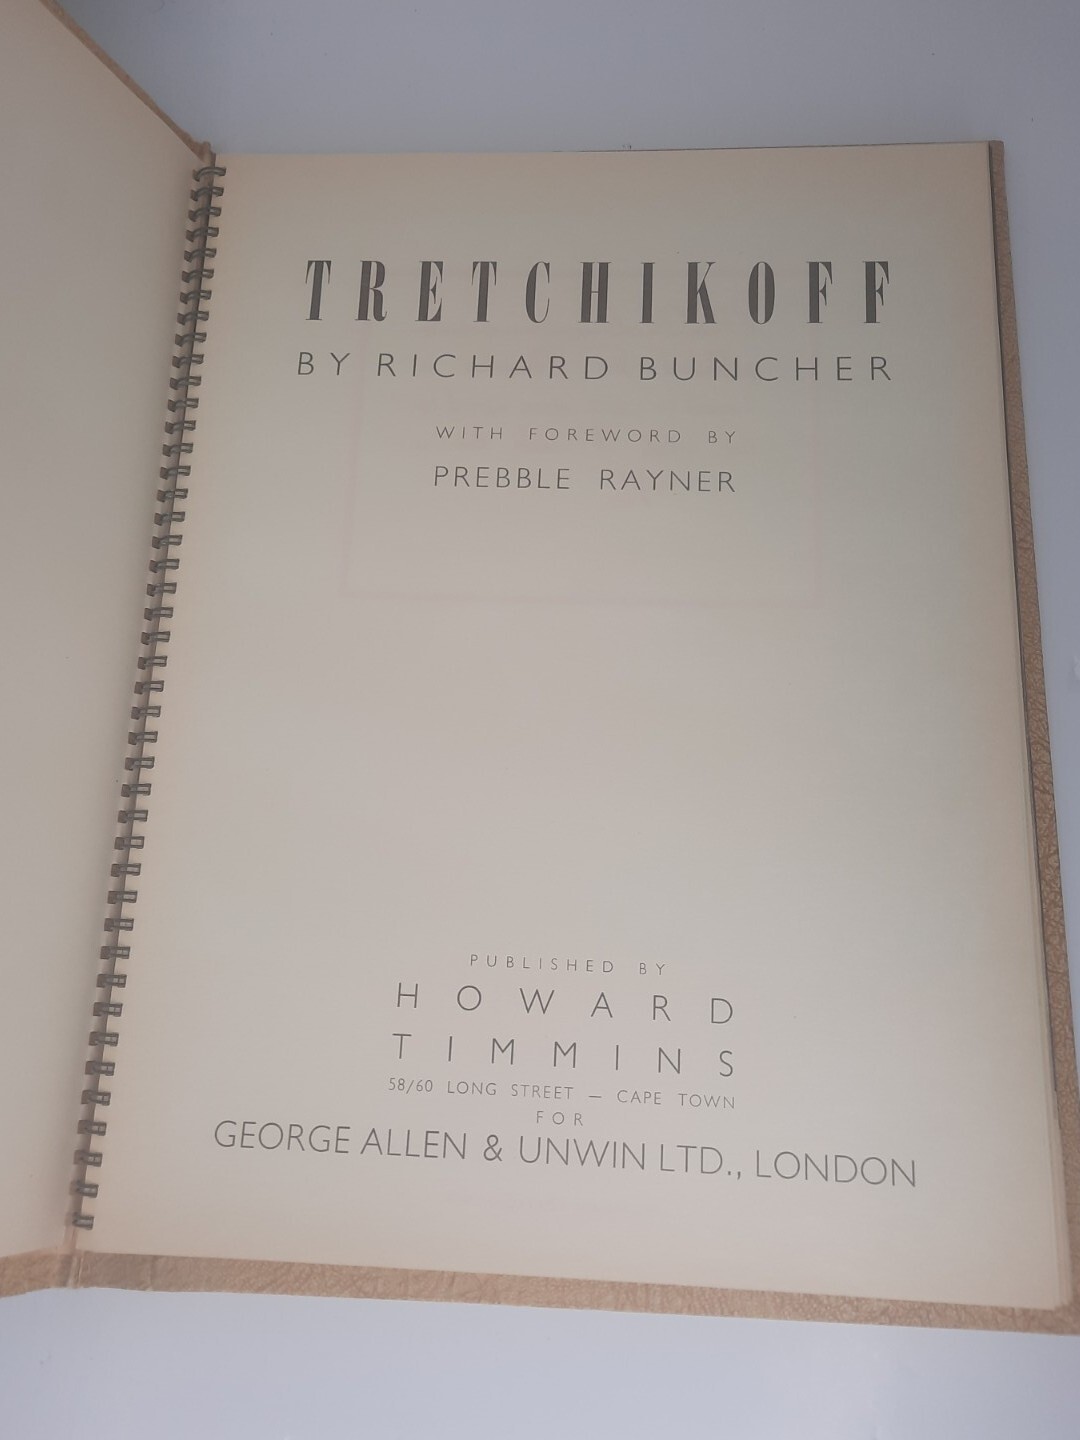 TRETCHIKOFF
BY RICHARD BUNCHER
WITH FOREWORD BY
PREBBLE RAYNER
PUBLISHED BY
HOWARD
TIMMINS
58/60 LONG STREET — CAPE TOWN
FOR
GEORGE ALLEN & UNWIN LTD., LONDON